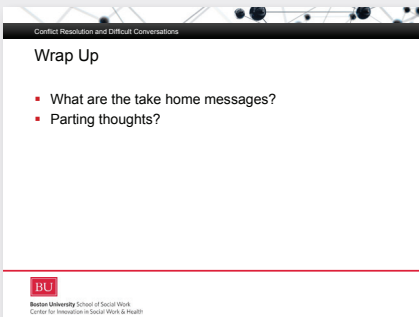 Conflict Resolution and Difficult Conversations
Wrap Up
What are the take home messages?
Parting thoughts?
BU
Boston University School of Social Work
Center for Innovation in Social Work & Health